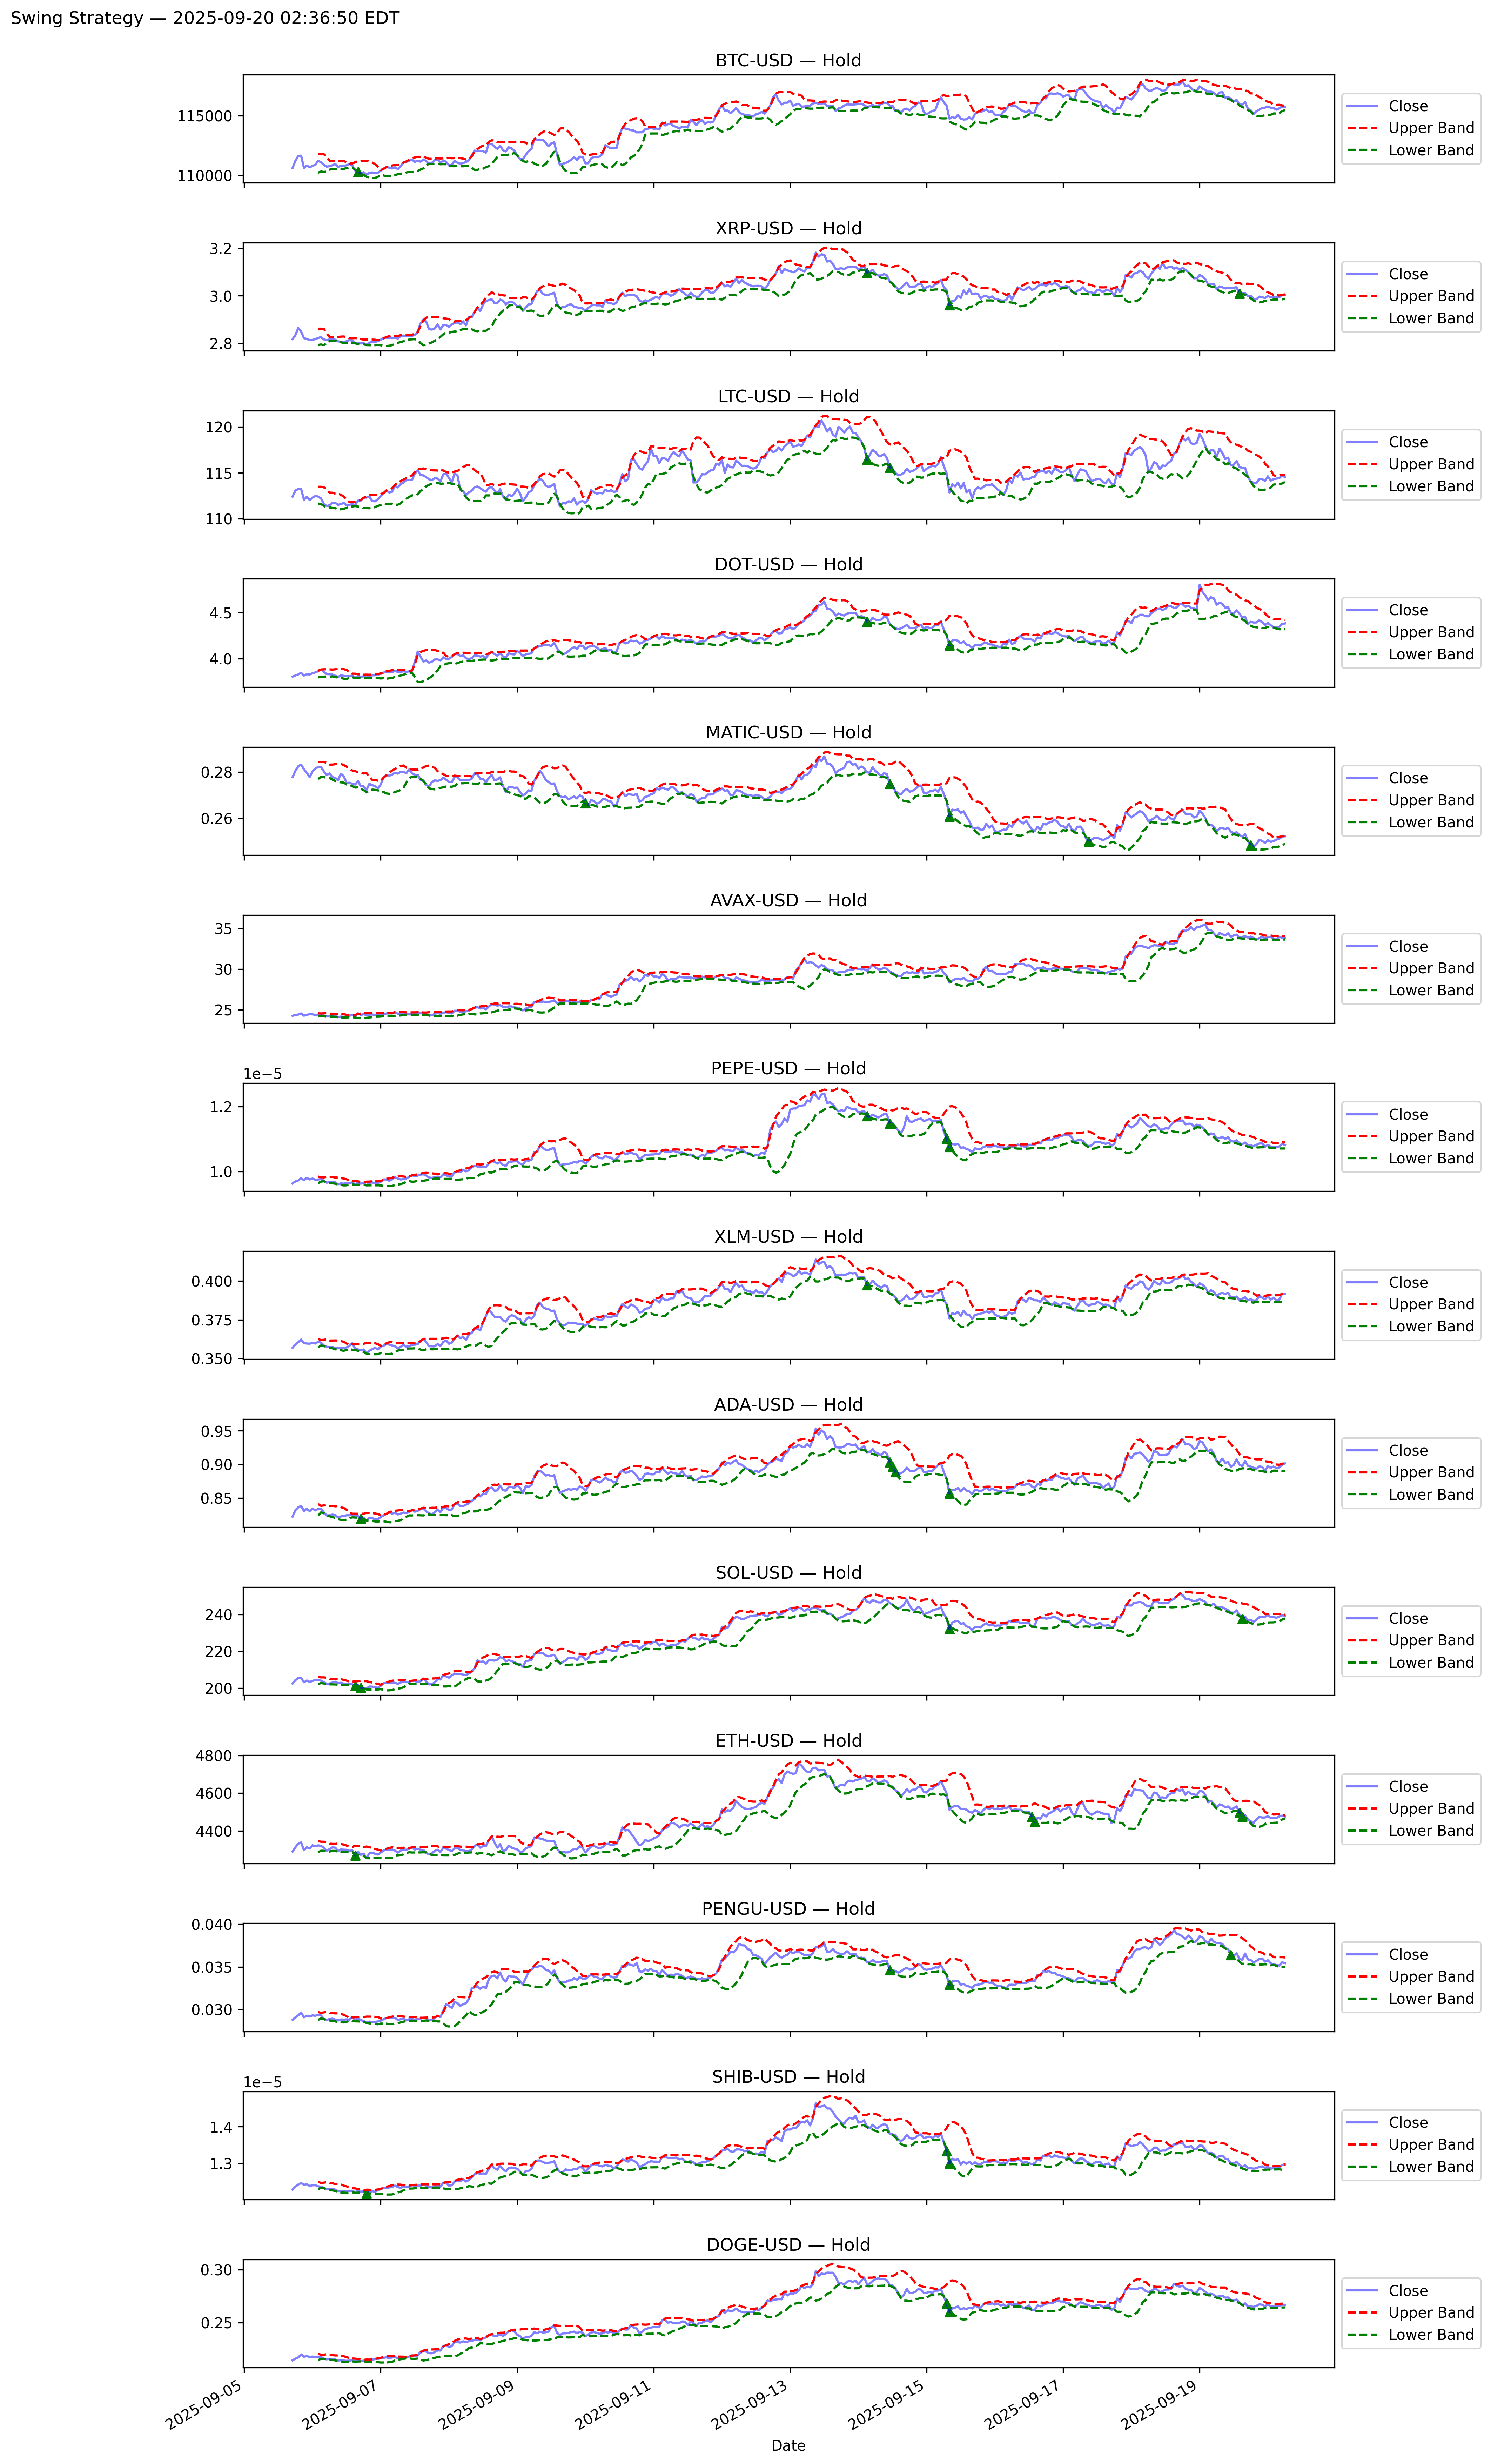 Swing Strategy — 2025-09-20 02:36:50 EDT
BTC-USD — Hold
115000
110000
Close
Upper Band
Lower Band
XRP-USD — Hold
3.2
3.0
2.8
Close
Upper Band
Lower Band
LTC-USD — Hold
120
115
110
Close
Upper Band
Lower Band
DOT-USD — Hold
4.5
4.0
Close
Upper Band
Lower Band
MATIC-USD — Hold
0.28
0.26
Close
Upper Band
Lower Band
AVAX-USD — Hold
35
30
25
Close
Upper Band
Lower Band
PEPE-USD — Hold
1e−5
1.2
1.0
Close
Upper Band
Lower Band
XLM-USD — Hold
0.400
0.375
0.350
Close
Upper Band
Lower Band
ADA-USD — Hold
0.95
0.90
0.85
Close
Upper Band
Lower Band
SOL-USD — Hold
240
220
200
Close
Upper Band
Lower Band
ETH-USD — Hold
4800
4600
4400
Close
Upper Band
Lower Band
PENGU-USD — Hold
0.040
0.035
0.030
Close
Upper Band
Lower Band
SHIB-USD — Hold
1e−5
1.4
1.3
Close
Upper Band
Lower Band
DOGE-USD — Hold
0.30
0.25
Close
Upper Band
Lower Band
2025-09-05
2025-09-07
2025-09-09
2025-09-11
2025-09-13
2025-09-15
2025-09-17
2025-09-19
Date